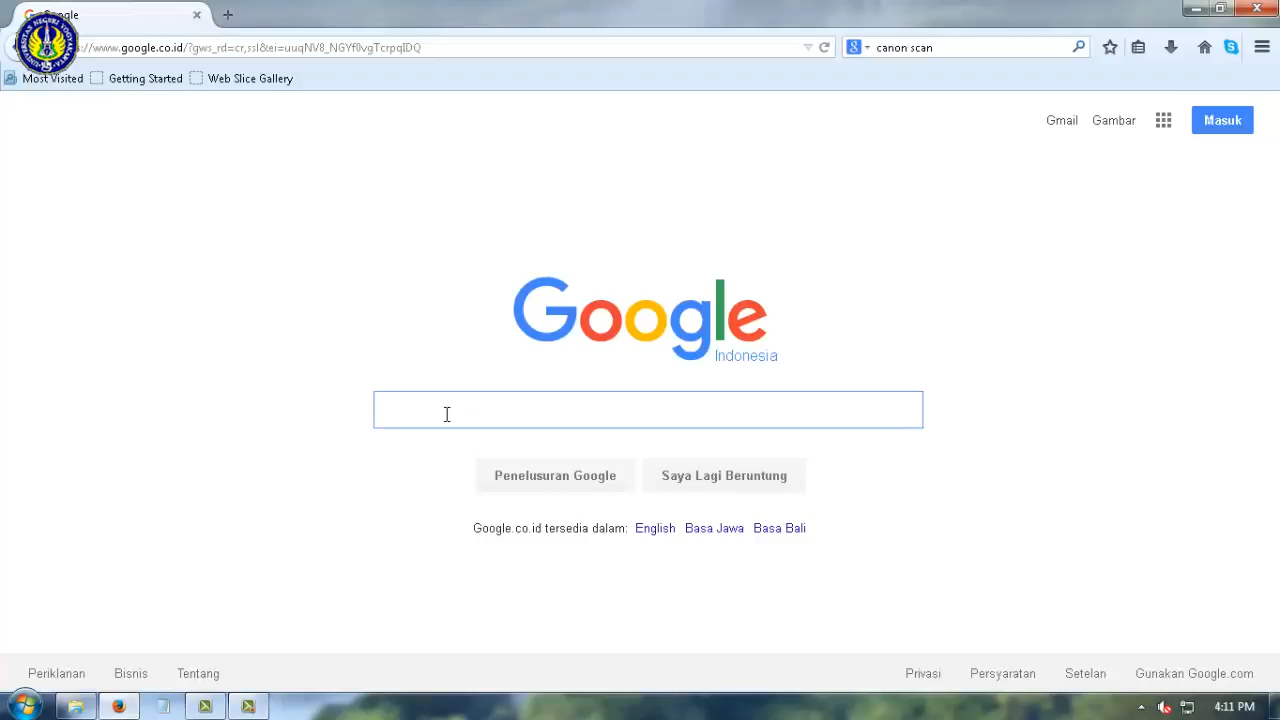 Google
https://www.google.co.id/?gws_rd=cr,ssl&ei=uuqNV8_NGYf0vgTcrpqIDQ
canon scan
Most Visited
Getting Started
Web Slice Gallery
Gmail
Gambar
Masuk
Google
Indonesia
Penelusuran Google
Saya Lagi Beruntung
Google.co.id tersedia dalam: English Basa Jawa Basa Bali
Periklanan
Bisnis
Tentang
Privasi
Persyaratan
Setelan
Gunakan Google.com
4:11 PM